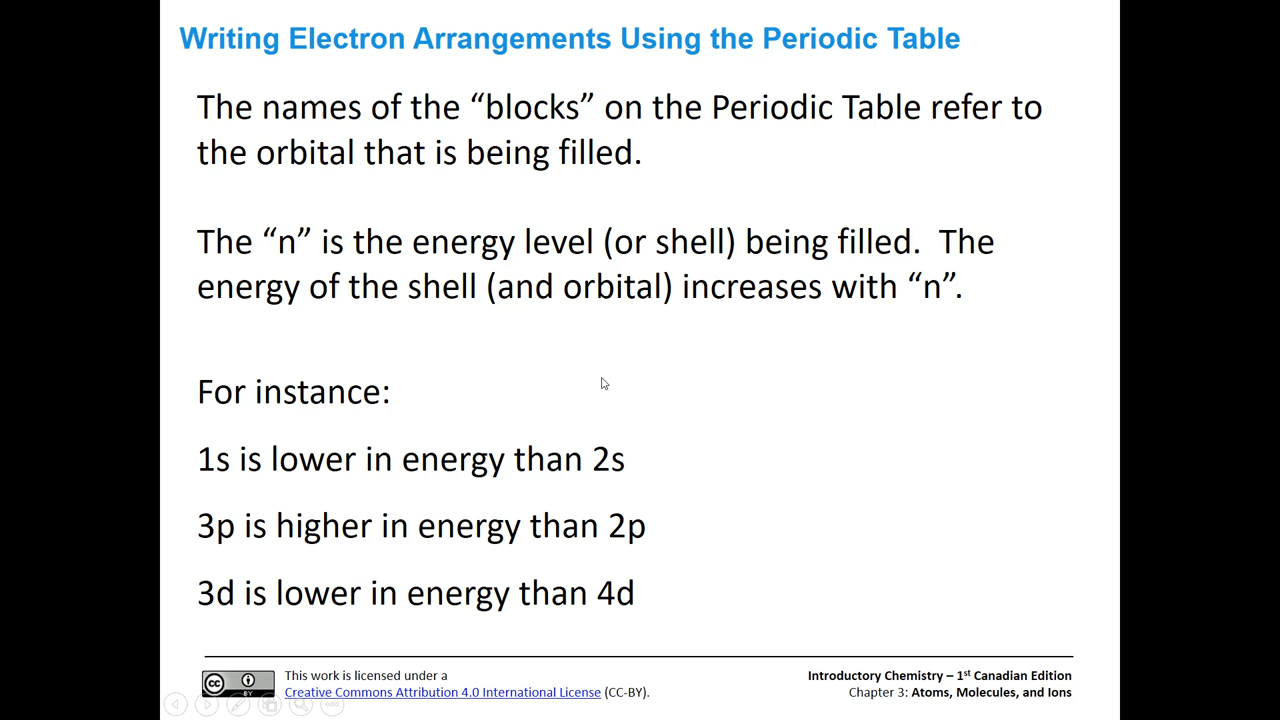 Writing Electron Arrangements Using the Periodic Table
The names of the “blocks” on the Periodic Table refer to
the orbital that is being filled.
The “n” is the energy level (or shell) being filled.  The
energy of the shell (and orbital) increases with “n”.
For instance:
1s is lower in energy than 2s
3p is higher in energy than 2p
3d is lower in energy than 4d
cc BY
This work is licensed under a
Creative Commons Attribution 4.0 International License (CC-BY).
Introductory Chemistry – 1st Canadian Edition
Chapter 3: Atoms, Molecules, and Ions